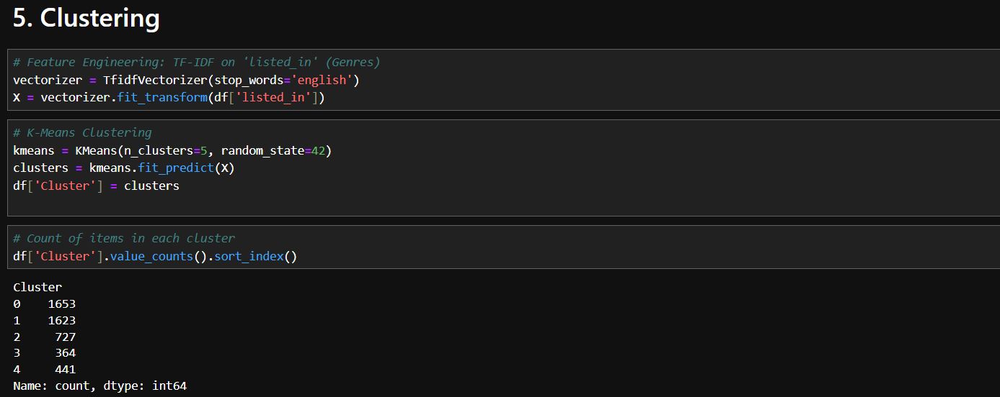 5. Clustering
# Feature Engineering: TF-IDF on 'listed_in' (Genres)
vectorizer = TfidfVectorizer(stop_words='english')
X = vectorizer.fit_transform(df['listed_in'])
# K-Means Clustering
kmeans = KMeans(n_clusters=5, random_state=42)
clusters = kmeans.fit_predict(X)
df['Cluster'] = clusters
# Count of items in each cluster
df['Cluster'].value_counts().sort_index()
Cluster
0    1653
1    1623
2     727
3     364
4     441
Name: count, dtype: int64